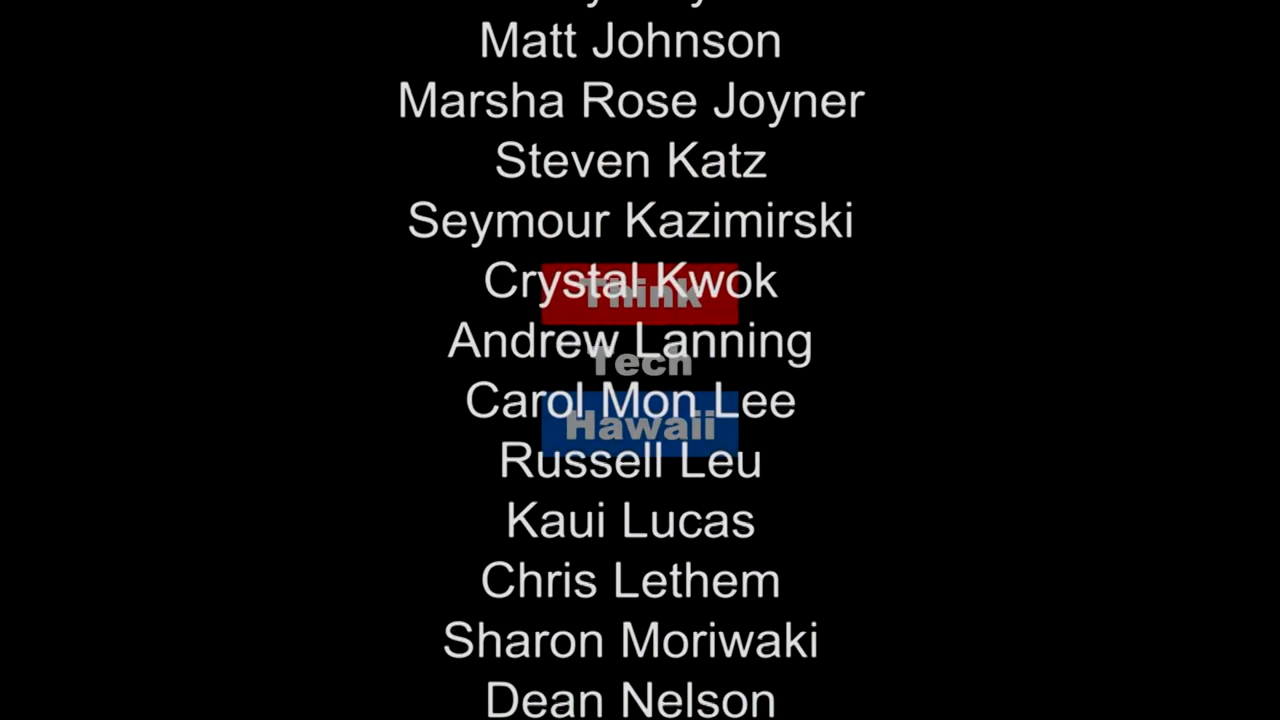 Matt Johnson
Marsha Rose Joyner
Steven Katz
Seymour Kazimirski
Crystal Kwok
Think
Andrew Lanning
Tech
Carol Mon Lee
Hawaii
Russell Leu
Kaui Lucas
Chris Lethem
Sharon Moriwaki
Dean Nelson